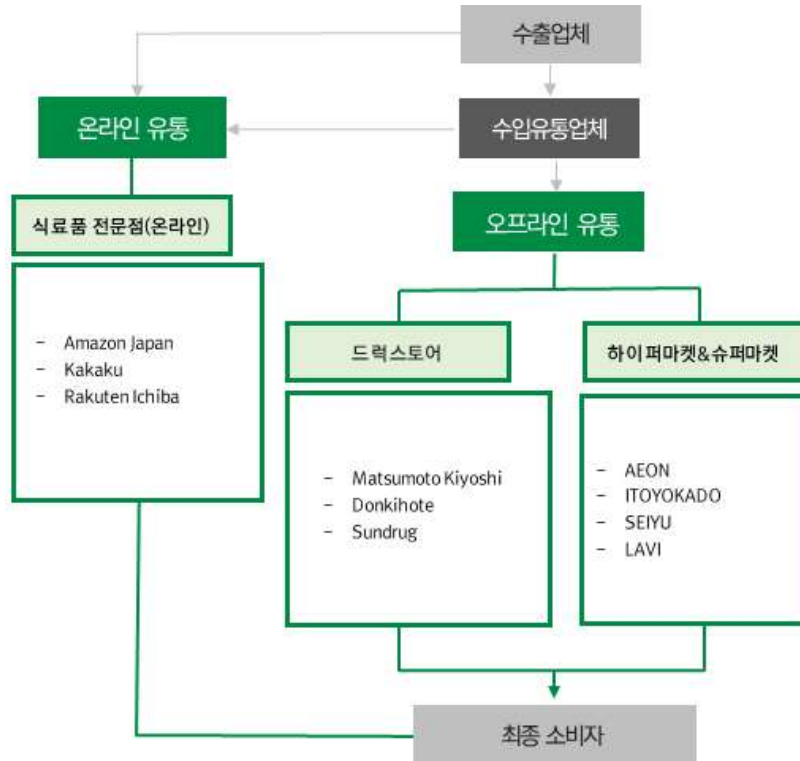 수출업체
온라인 유통
수입유통업체
식료품 전문점(온라인)
오프라인 유통
- Amazon Japan
- Kakaku
- Rakuten Ichiba
드럭스토어
하이퍼마켓&슈퍼마켓
- Matsumoto Kiyoshi
- Donkihote
- Sundrug
- AEON
- ITOYOKADO
- SEIYU
- LAVI
최종 소비자